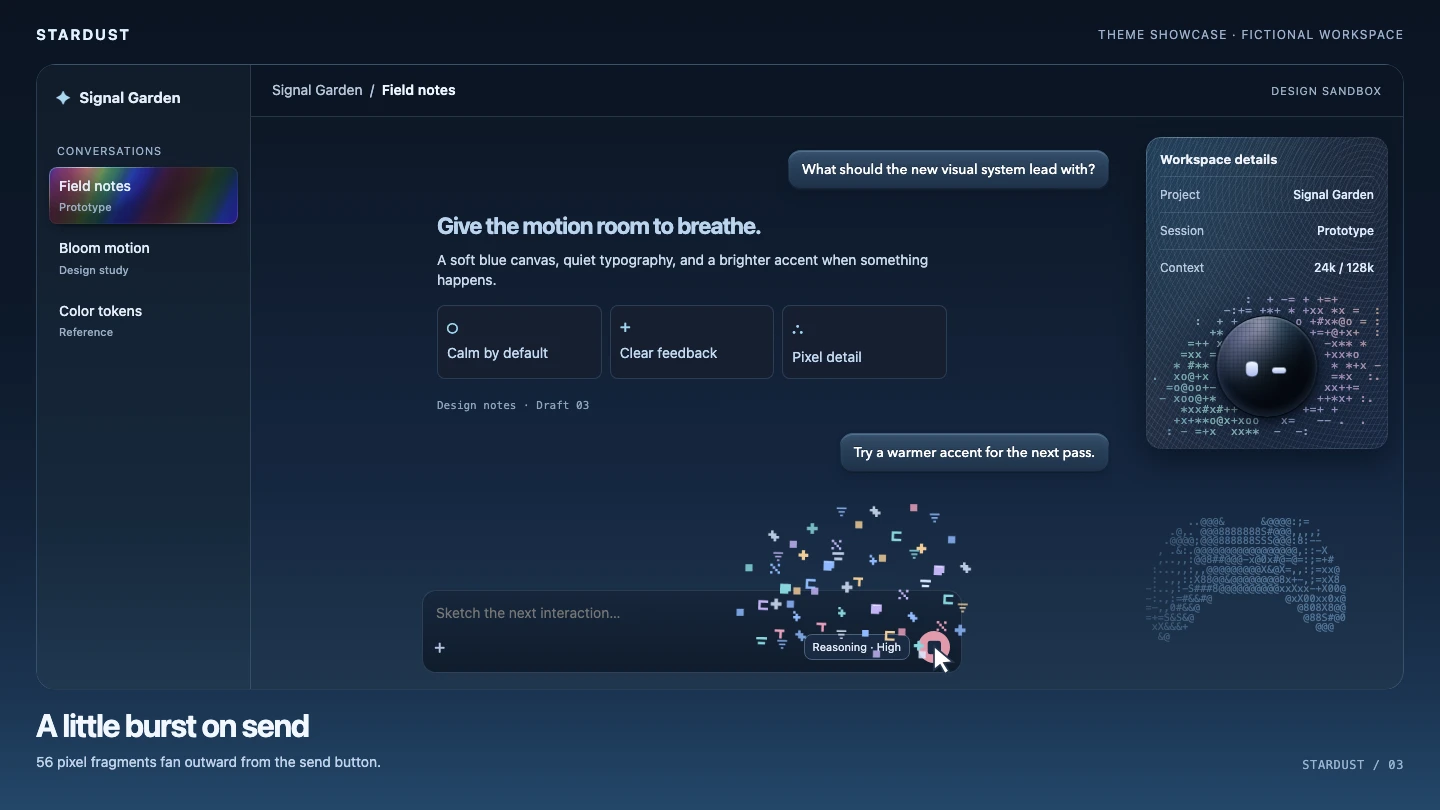 STARDUST
THEME SHOWCASE · FICTIONAL WORKSPACE
Signal Garden
CONVERSATIONS
Field notes
Prototype
Bloom motion
Design study
Color tokens
Reference
Signal Garden / Field notes
DESIGN SANDBOX
What should the new visual system lead with?
Give the motion room to breathe.
A soft blue canvas, quiet typography, and a brighter accent when something
happens.
Calm by default
Clear feedback
Pixel detail
Design notes · Draft 03
Try a warmer accent for the next pass.
Sketch the next interaction...
Reasoning · High
Workspace details
Project Signal Garden
Session Prototype
Context 24k / 128k
A little burst on send
56 pixel fragments fan outward from the send button.
STARDUST / 03